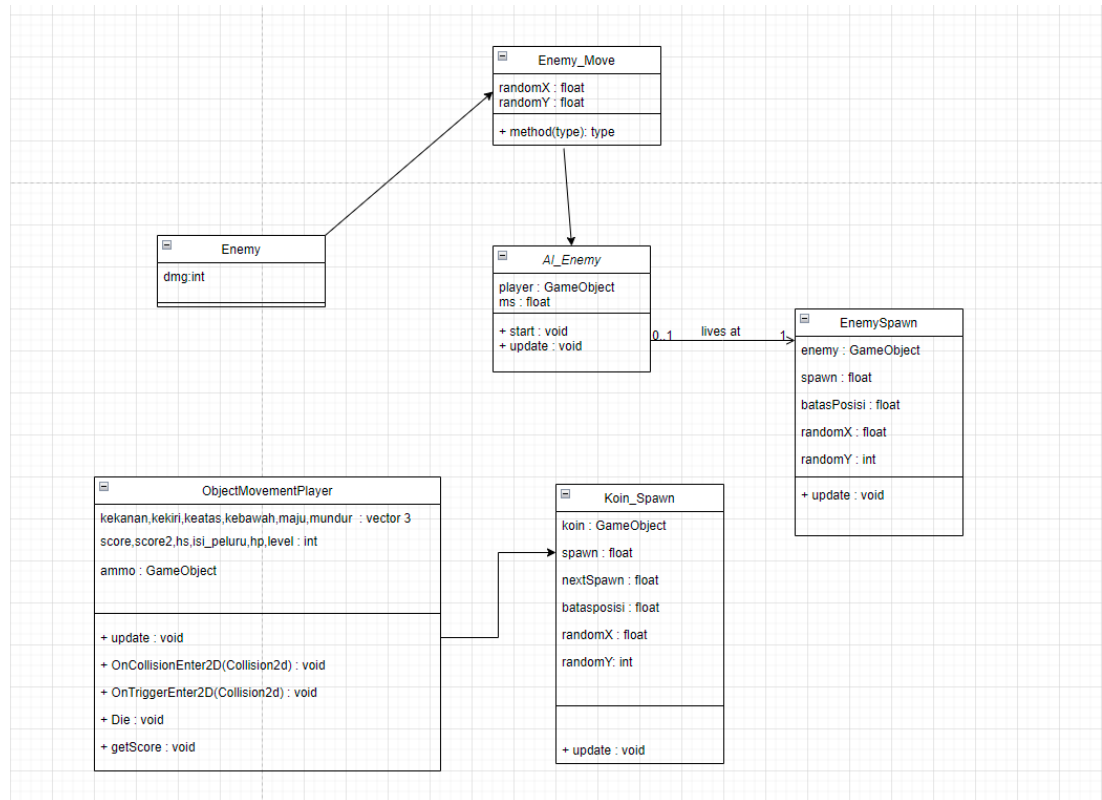 Enemy_Move
randomX : float
randomY : float
+ method(type): type
Enemy
dmg:int
AI_Enemy
player : GameObject
ms : float
+ start : void
+ update : void
0..1
lives at
1
EnemySpawn
enemy : GameObject
spawn : float
batasPosisi : float
randomX : float
randomY : int
+ update : void
ObjectMovementPlayer
kekanan,kekiri,keatas,kebawah,maju,mundur : vector 3
score,score2,hs,isi_peluru,hp,level : int
ammo : GameObject
+ update : void
+ OnCollisionEnter2D(Collision2d) : void
+ OnTriggerEnter2D(Collision2d) : void
+ Die : void
+ getScore : void
Koin_Spawn
koin : GameObject
spawn : float
nextSpawn : float
batasposisi : float
randomX : float
randomY: int
+ update : void